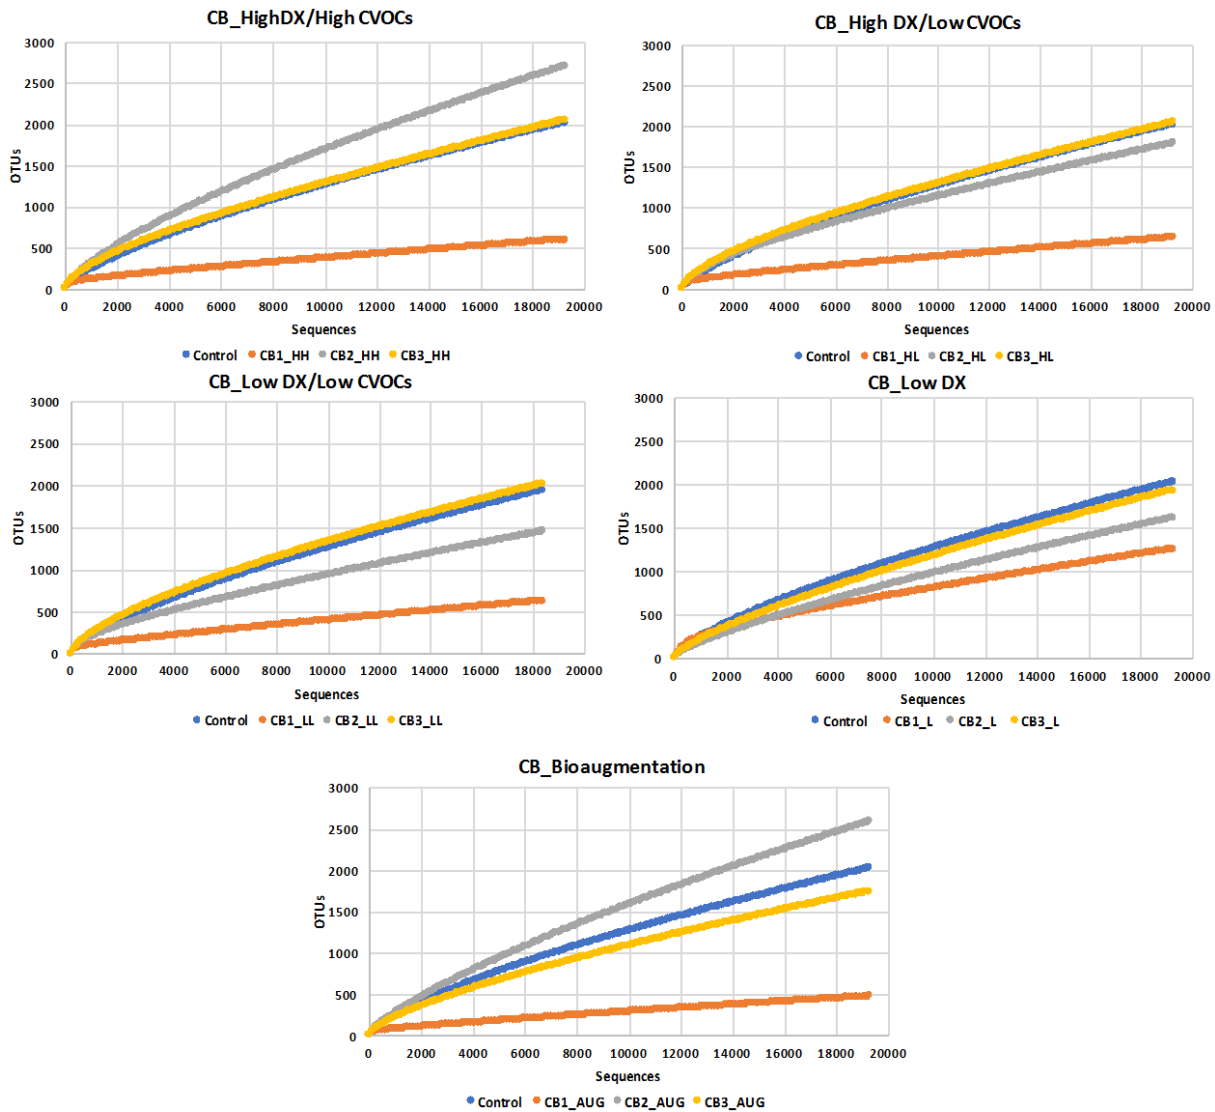 CB_HighDX/High CVOCs
3000
2500
2000
1500
1000
500
0
OTUs
0 2000 4000 6000 8000 10000 12000 14000 16000 18000 20000
Sequences
Control CB1_HH CB2_HH CB3_HH
CB_High DX/Low CVOCs
3000
2500
2000
1500
1000
500
0
OTUs
0 2000 4000 6000 8000 10000 12000 14000 16000 18000 20000
Sequences
Control CB1_HL CB2_HL CB3_HL
CB_Low DX/Low CVOCs
3000
2500
2000
1500
1000
500
0
OTUs
0 2000 4000 6000 8000 10000 12000 14000 16000 18000 20000
Sequences
Control CB1_LL CB2_LL CB3_LL
CB_Low DX
3000
2500
2000
1500
1000
500
0
OTUs
0 2000 4000 6000 8000 10000 12000 14000 16000 18000 20000
Sequences
Control CB1_L CB2_L CB3_L
CB_Bioaugmentation
3000
2500
2000
1500
1000
500
0
OTUs
0 2000 4000 6000 8000 10000 12000 14000 16000 18000 20000
Sequences
Control CB1_AUG CB2_AUG CB3_AUG